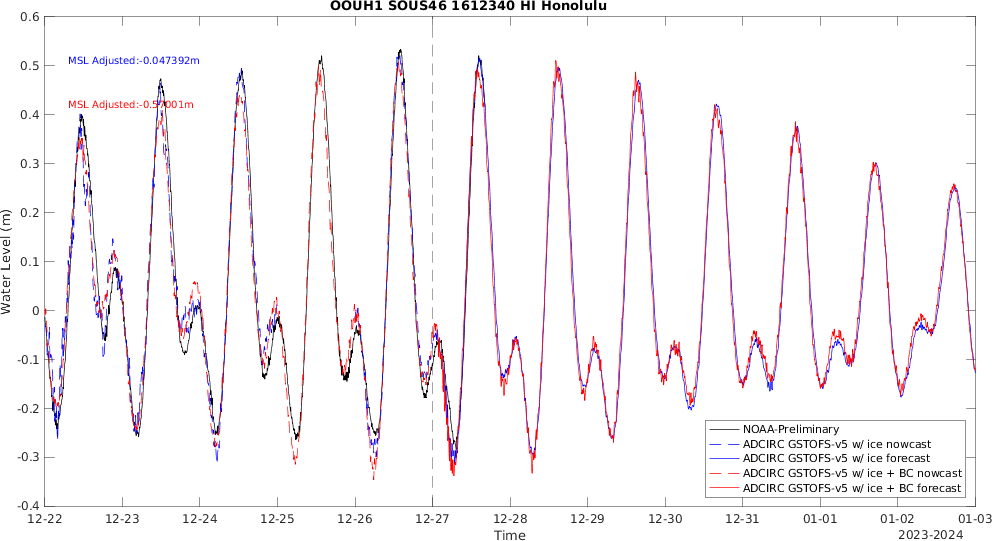 OOUH1 SOUS46 1612340 HI Honolulu
0.6
0.5
0.4
0.3
0.2
0.1
0
-0.1
-0.2
-0.3
-0.4
Water Level (m)
MSL Adjusted:-0.047392m
MSL Adjusted:-0.57001m
NOAA-Preliminary
ADCIRC GSTOFS-v5 w/ ice nowcast
ADCIRC GSTOFS-v5 w/ ice forecast
ADCIRC GSTOFS-v5 w/ ice + BC nowcast
ADCIRC GSTOFS-v5 w/ ice + BC forecast
12-22 12-23 12-24 12-25 12-26 12-27 12-28 12-29 12-30 12-31 01-01 01-02 01-03
Time
2023-2024